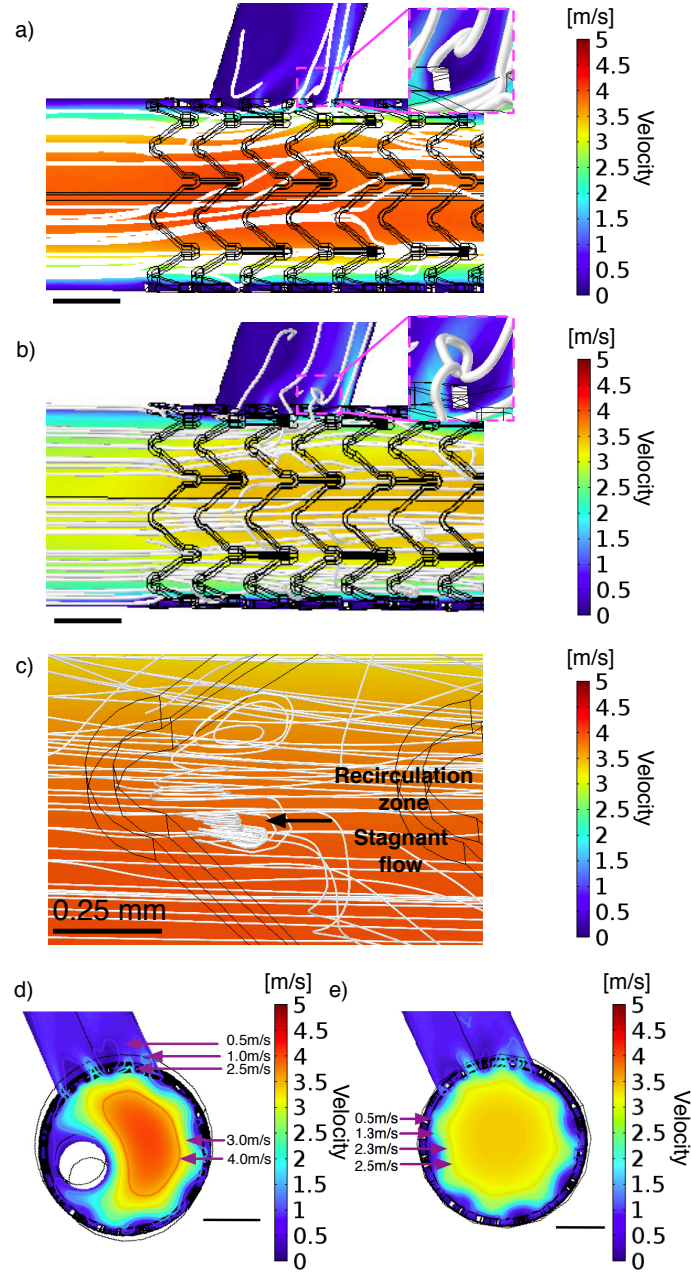 a)
[m/s]
5
4.5
4
3.5
3
2.5
2
1.5
1
0.5
0
Velocity
b)
[m/s]
5
4.5
4
3.5
3
2.5
2
1.5
1
0.5
0
Velocity
c)
Recirculation
zone
Stagnant
flow
0.25 mm
[m/s]
5
4.5
4
3.5
3
2.5
2
1.5
1
0.5
0
Velocity
d)
0.5m/s
1.0m/s
2.5m/s
3.0m/s
4.0m/s
[m/s]
5
4.5
4
3.5
3
2.5
2
1.5
1
0.5
0
Velocity
e)
0.5m/s
1.3m/s
2.3m/s
2.5m/s
[m/s]
5
4.5
4
3.5
3
2.5
2
1.5
1
0.5
0
Velocity